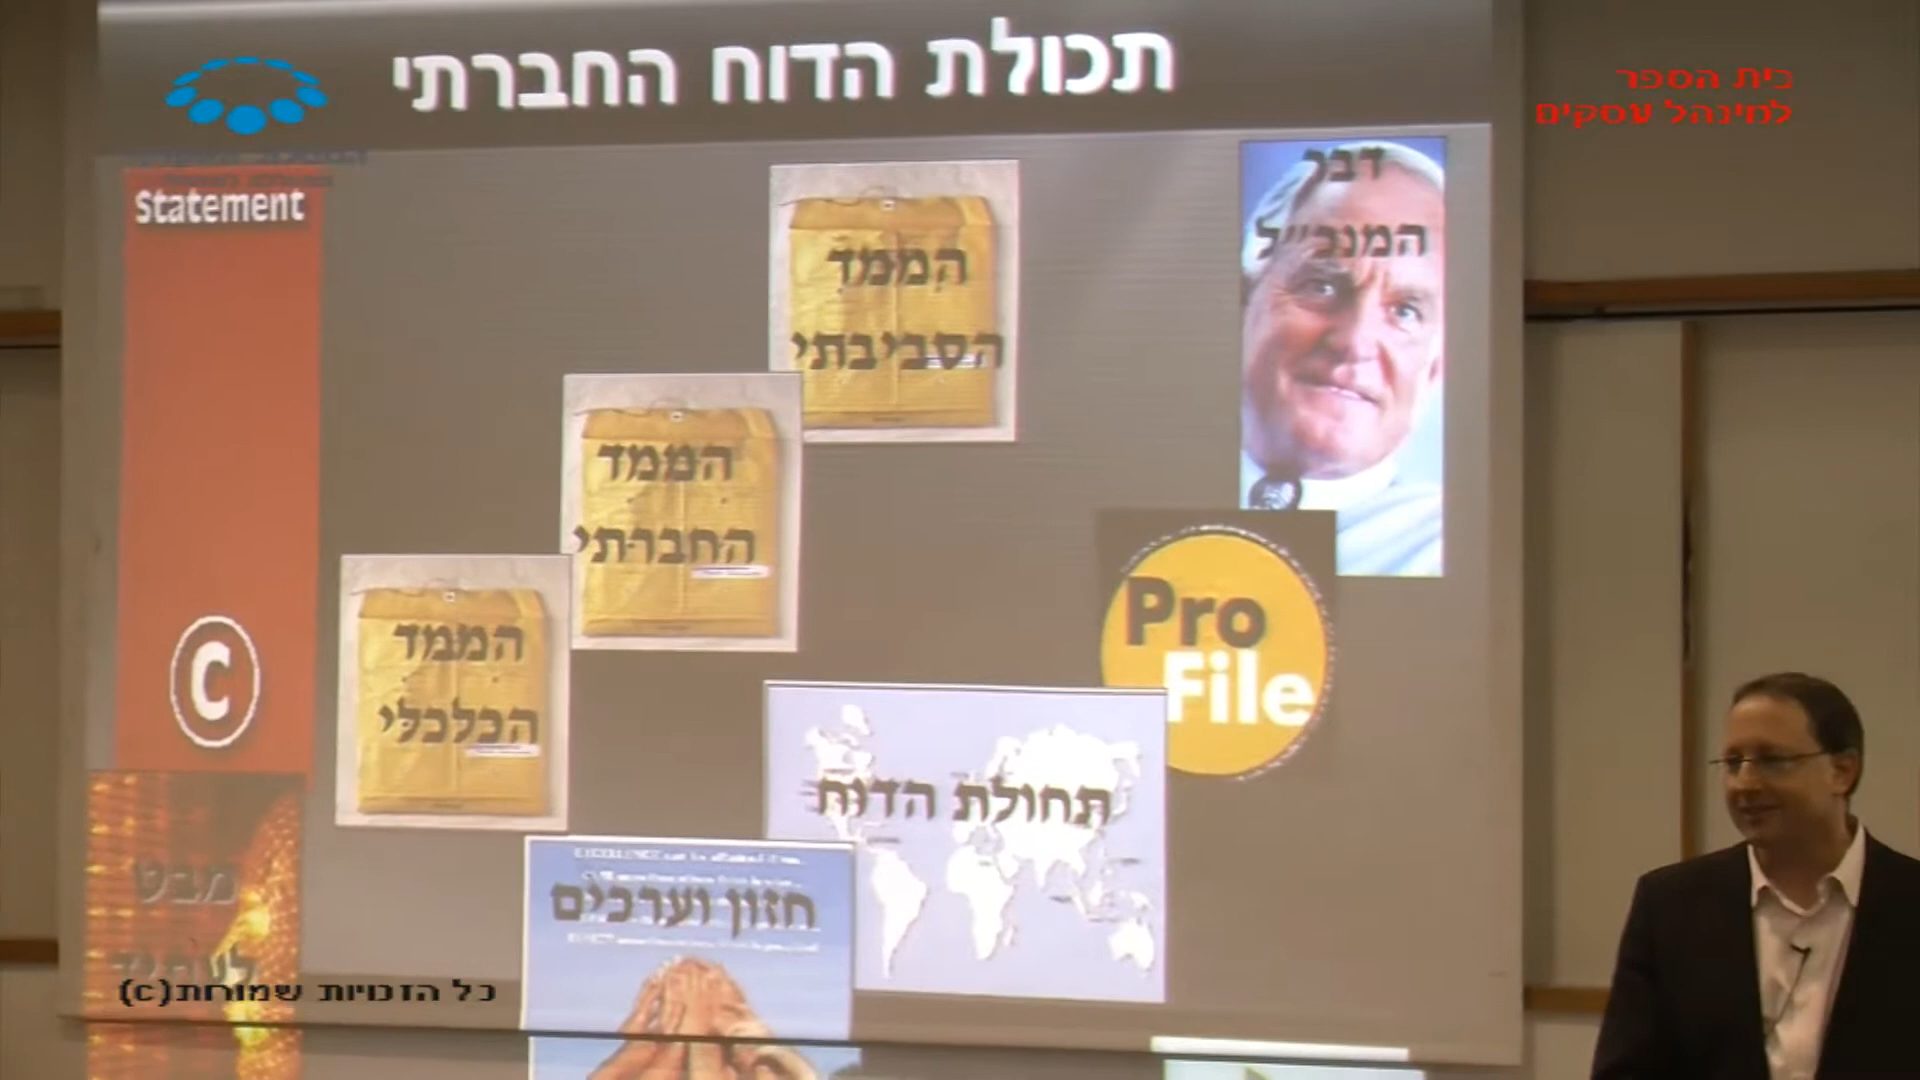 תכולת הדוח החברתי
בית הספר
למינהל עסקים
דבר
המנכ״ל
Pro
File
תחולת הדוח
חזון וערכים
הממד
הסביבתי
הממד
החברתי
הממד
הכלכלי
Statement
C
מבט
לעתיד
כל הזכויות שמורות(c)